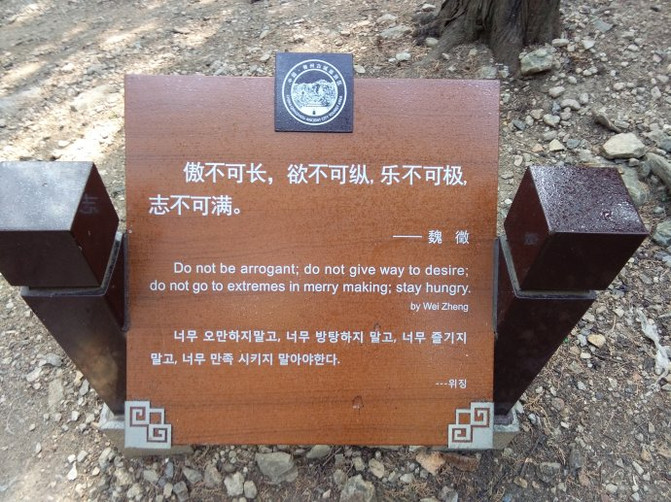 傲不可长，欲不可纵，乐不可极，
志不可满。
—— 魏 徵
Do not be arrogant; do not give way to desire;
do not go to extremes in merry making; stay hungry.
by Wei Zheng
너무 오만하지말고, 너무 방탕하지 말고, 너무 즐기지
말고, 너무 만족 시키지 말아야한다.
---위징